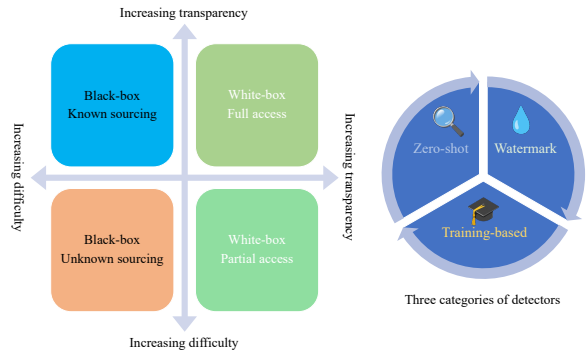 Increasing transparency
Black-box
Known sourcing
White-box
Full access
Increasing difficulty
Increasing transparency
Black-box
Unknown sourcing
White-box
Partial access
Increasing difficulty
Zero-shot
Watermark
Training-based
Three categories of detectors